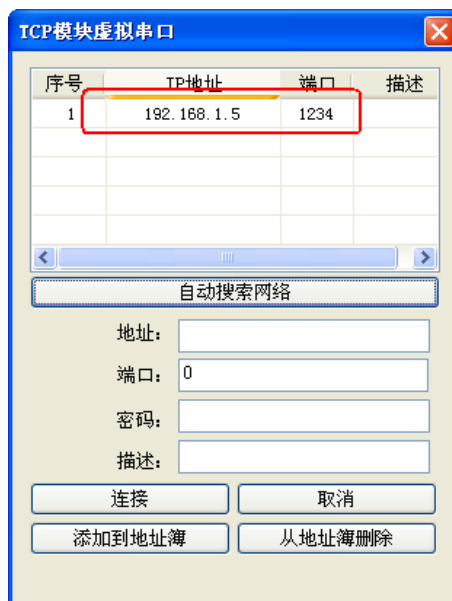 TCP模块虚拟串口
序号 IP地址 端口 描述
1 192.168.1.5 1234
自动搜索网络
地址：
端口： 0
密码：
描述：
连接 取消
添加到地址簿 从地址簿删除